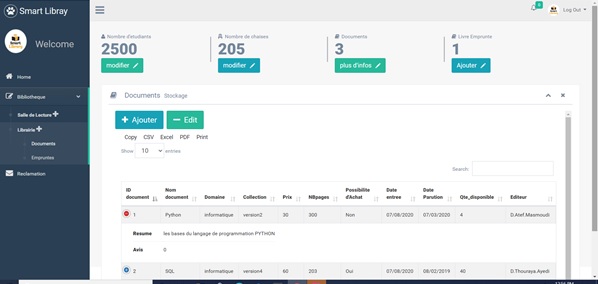 Smart Libray
0
Log Out
Smart
Library
Welcome
Home
Bibliotheque
Salle de Lecture
Librairie
Documents
Empruntes
Reclamation
Nombre d'etudiante
2500
modifier
Nombre de chaises
205
modifier
Documents
3
plus d'infos
Livre Emprunte
1
Ajouter
Documents Stockage
Ajouter Edit
Copy CSV Excel PDF Print
Show 10 entries
Search:
ID document Nom document Domaine Collection Prix NBpages Possibilite d'Achat Date entree Date Parution Qte_disponible Editeur
1 Python informatique version2 30 300 Non 07/08/2020 07/03/2020 4 D.Atef.Masmoudi
Resume les bases du langage de programmation PYTHON
Avis 0
2 SQL informatique version4 60 203 Oui 07/08/2020 08/02/2019 40 D.Thouraya.Ayedi